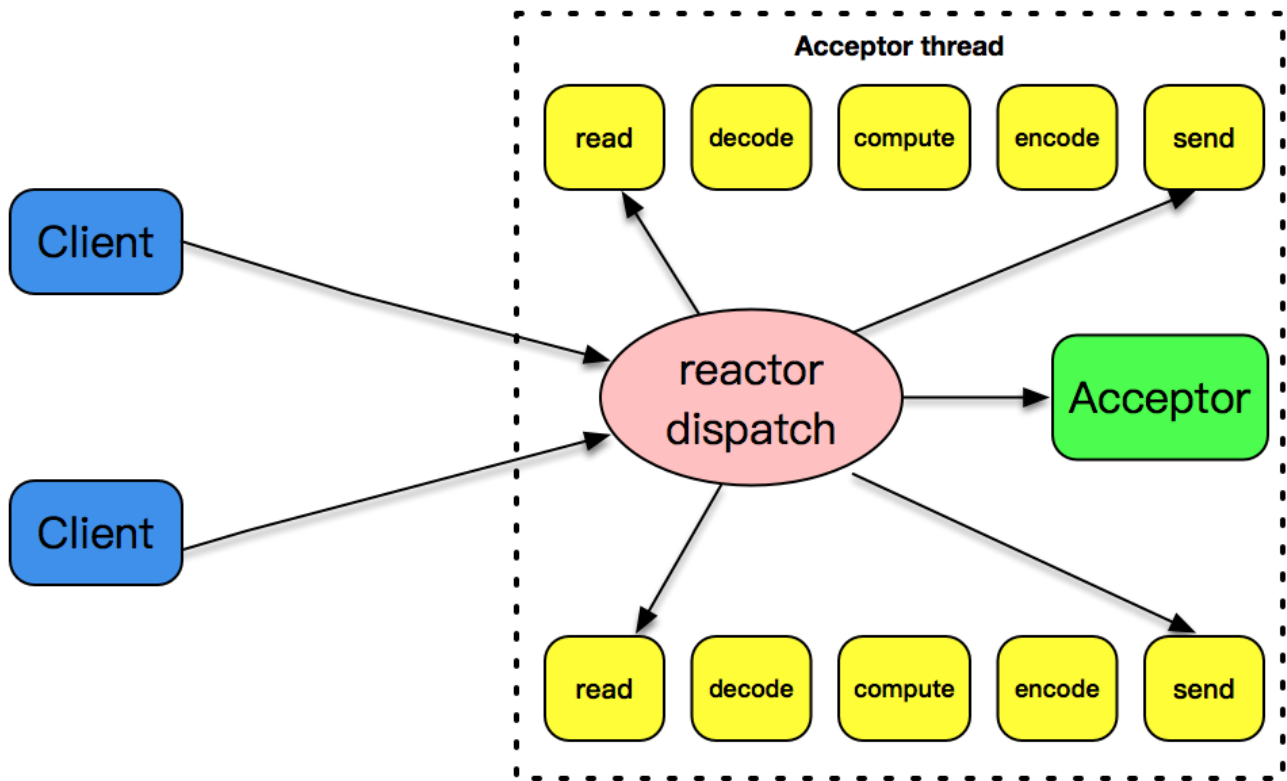 Acceptor thread
read
decode
compute
encode
send
Client
reactor
dispatch
Acceptor
Client
read
decode
compute
encode
send